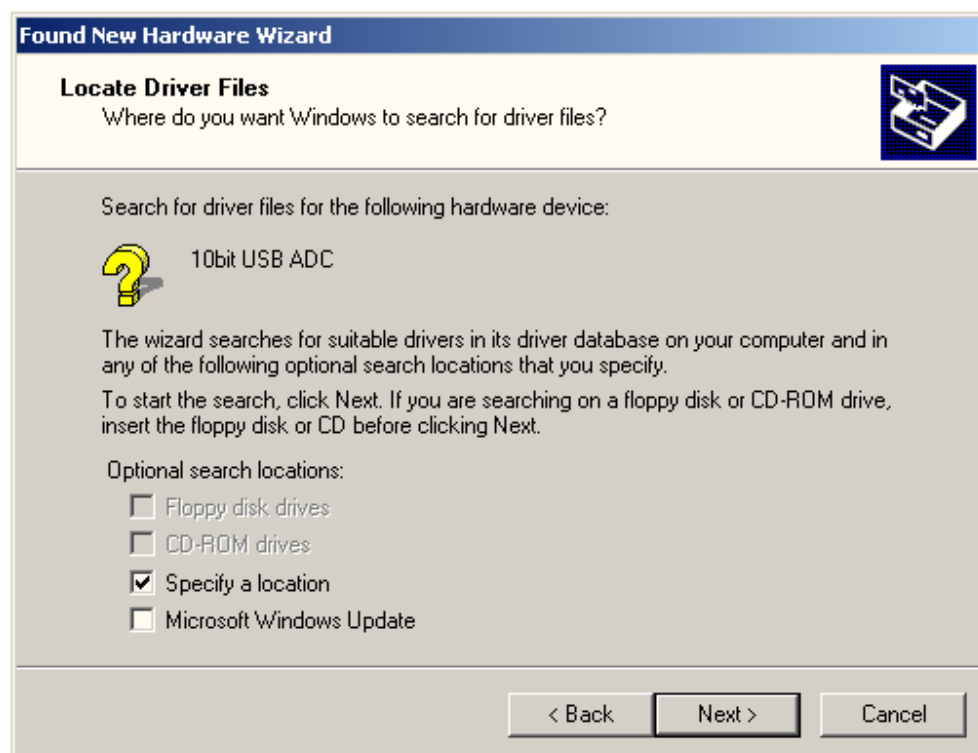 Found New Hardware Wizard
Locate Driver Files
Where do you want Windows to search for driver files?
Search for driver files for the following hardware device:
10bit USB ADC
The wizard searches for suitable drivers in its driver database on your computer and in
any of the following optional search locations that you specify.
To start the search, click Next. If you are searching on a floppy disk or CD-ROM drive,
insert the floppy disk or CD before clicking Next.
Optional search locations:
Floppy disk drives
CD-ROM drives
Specify a location
Microsoft Windows Update
< Back Next > Cancel